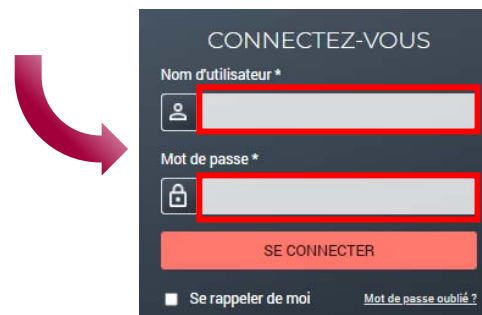 CONNECTEZ-VOUS
Nom d'utilisateur *
Mot de passe *
SE CONNECTER
Se rappeler de moi Mot de passe oublié ?